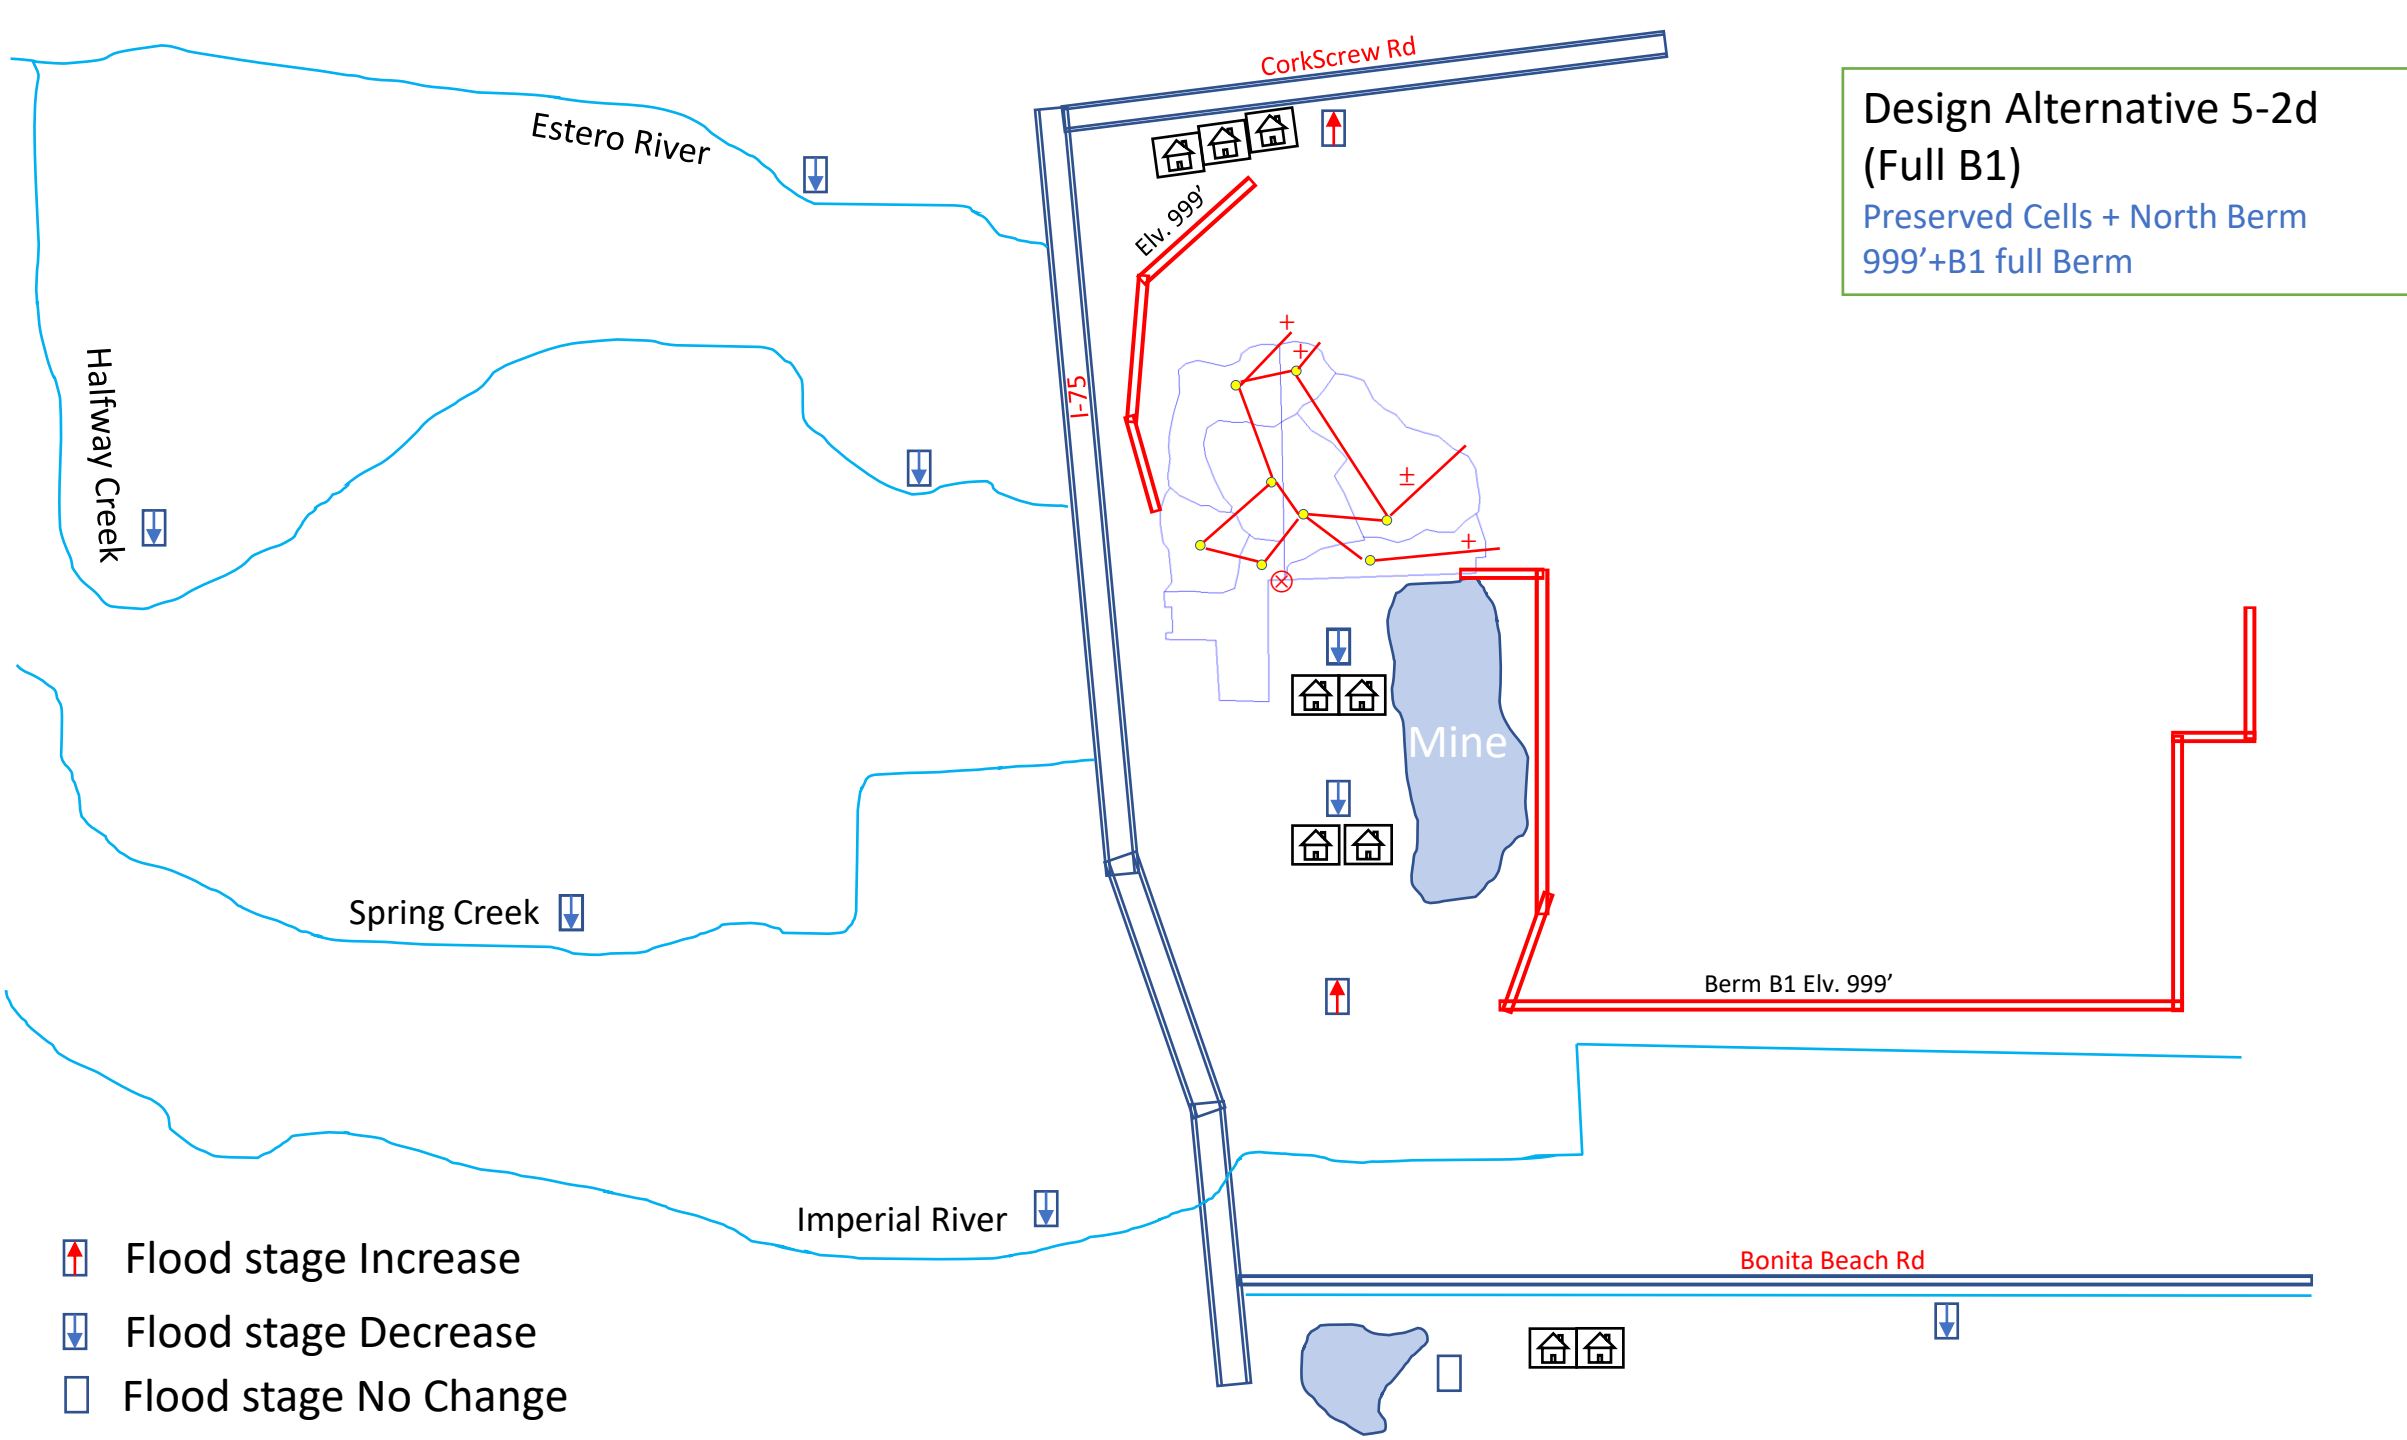 CorkScrew Rd
Design Alternative 5-2d
(Full B1)
Preserved Cells + North Berm
999’+B1 full Berm
Estero River
Elv. 999’
Halfway Creek
I-75
+
+
±
+
Mine
Spring Creek
Berm B1 Elv. 999’
Imperial River
Bonita Beach Rd
Flood stage Increase
Flood stage Decrease
Flood stage No Change